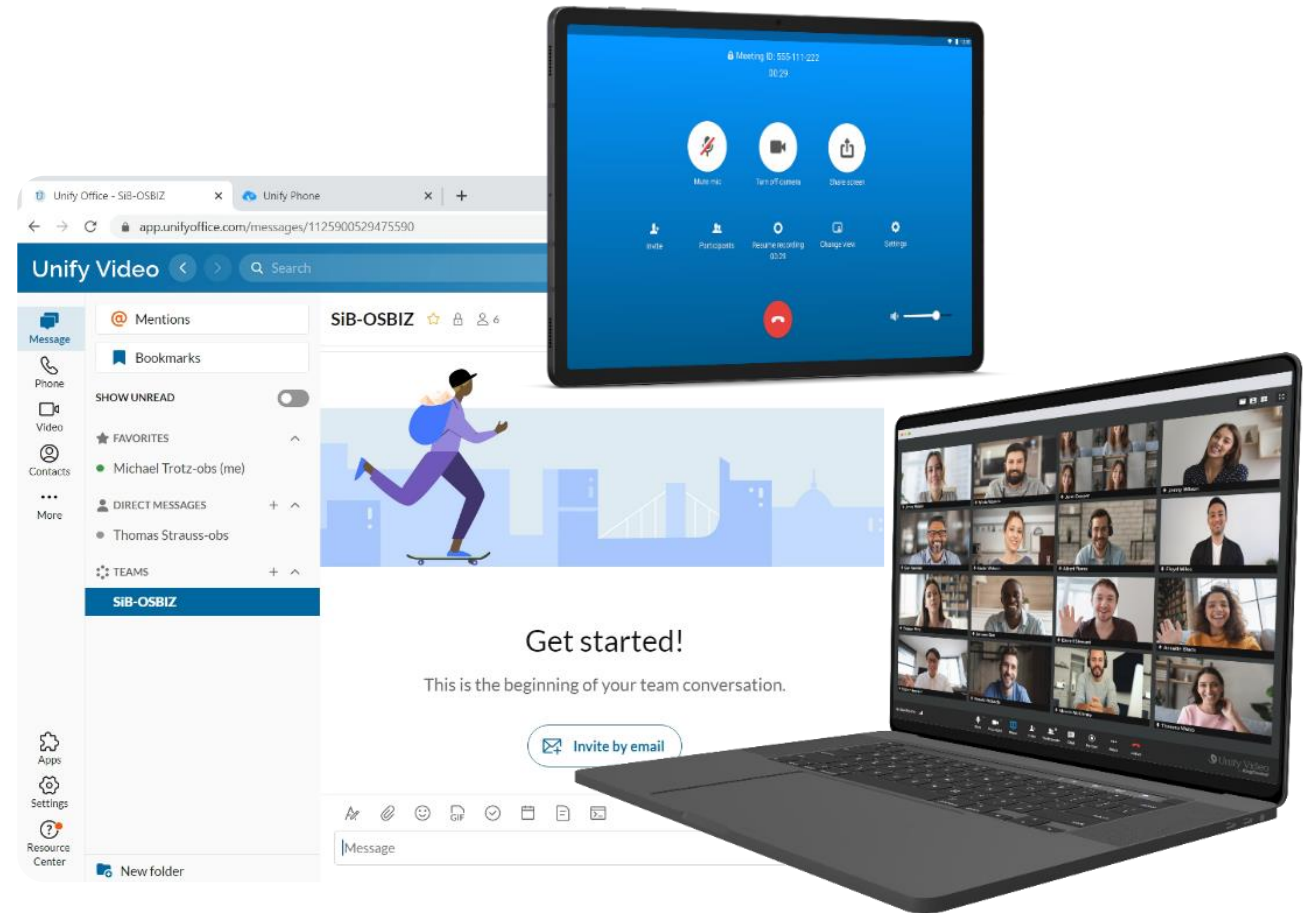 Meeting ID: 555-111-222
00:29
Mute mic
Turn off camera
Share screen
Invite
Participants
Resume recording
00:29
Change view
Settings
Unify Office - SiB-OSBIZ
Unify Phone
app.unifyoffice.com/messages/1125900529475590
Unify Video
Search
Message
Phone
Video
Contacts
More
Apps
Settings
Resource
Center
@ Mentions
Bookmarks
SHOW UNREAD
FAVORITES
Michael Trotz-obs (me)
DIRECT MESSAGES
Thomas Strauss-obs
TEAMS
SiB-OSBIZ
New folder
SiB-OSBIZ
6
Get started!
This is the beginning of your team conversation.
Invite by email
GIF
Message
Unify Video